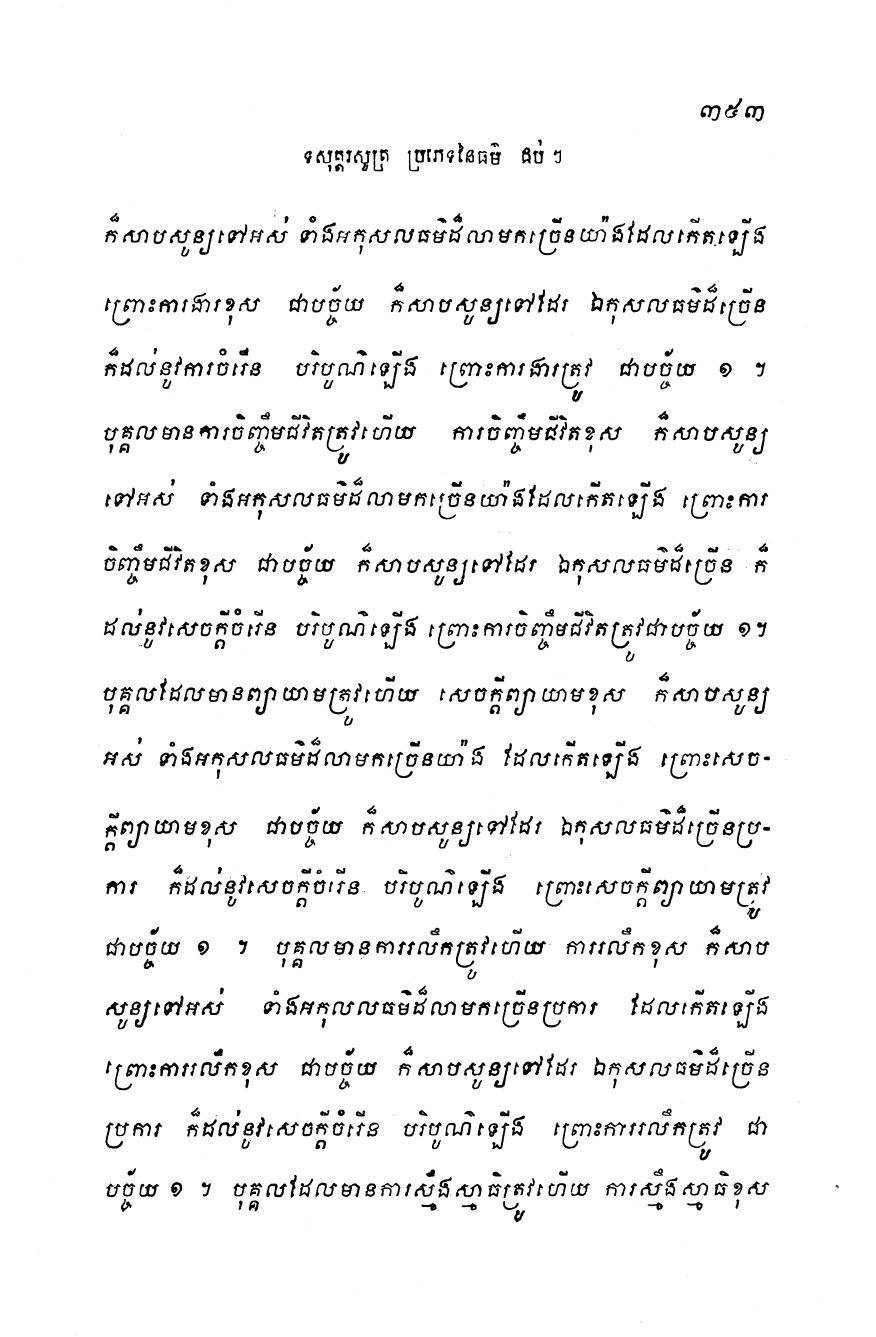 ៣៥៣
ទសុត្តរសូត្រ ប្រភេទនៃធម៌ ដប់ៗ
ក៏សាបសូន្យទៅអស់ ទាំងអកុសលធម៌ដ៏លាមកច្រើនយ៉ាងដែលកើតឡើង
ព្រោះការងារខុស ជាបច្ច័យ ក៏សាបសូន្យទៅដែរ ឯកុសលធម៌ដ៏ច្រើន
ក៏ដល់នូវការចំរើន បរិបូណ៌ឡើង ព្រោះការងារត្រូវ ជាបច្ច័យ ១ ។
បុគ្គលមានការចិញ្ចឹមជីវិតត្រូវហើយ ការចិញ្ចឹមជីវិតខុស ក៏សាបសូន្យ
ទៅអស់ ទាំងអកុសលធម៌ដ៏លាមកច្រើនយ៉ាងដែលកើតឡើង ព្រោះការ
ចិញ្ចឹមជីវិតខុស ជាបច្ច័យ ក៏សាបសូន្យទៅដែរ ឯកុសលធម៌ដ៏ច្រើន ក៏
ដល់នូវសេចក្តីចំរើន បរិបូណ៌ឡើង ព្រោះការចិញ្ចឹមជីវិតត្រូវជាបច្ច័យ ១។
បុគ្គលដែលមានព្យាយាមត្រូវហើយ សេចក្តីព្យាយាមខុស ក៏សាបសូន្យ
អស់ ទាំងអកុសលធម៌ដ៏លាមកច្រើនយ៉ាង ដែលកើតឡើង ព្រោះសេច-
ក្តីព្យាយាមខុស ជាបច្ច័យ ក៏សាបសូន្យទៅដែរ ឯកុសលធម៌ដ៏ច្រើនប្រ-
ការ ក៏ដល់នូវសេចក្តីចំរើន បរិបូណ៌ឡើង ព្រោះសេចក្តីព្យាយាមត្រូវ
ជាបច្ច័យ ១ ។ បុគ្គលមានការរលឹកត្រូវហើយ ការរលឹកខុស ក៏សាប
សូន្យទៅអស់ ទាំងអកុលលធម៌ដ៏លាមកច្រើនប្រការ ដែលកើតឡើង
ព្រោះការរលឹកខុស ជាបច្ច័យ ក៏សាបសូន្យទៅដែរ ឯកុសលធម៌ដ៏ច្រើន
ប្រការ ក៏ដល់នូវសេចក្តីចំរើន បរិបូណ៌ឡើង ព្រោះការរលឹកត្រូវ ជា
បច្ច័យ ១ ។ បុគ្គលដែលមានការស្មឹងស្មាធិត្រូវហើយ ការស្មឹងស្មាធិខុស